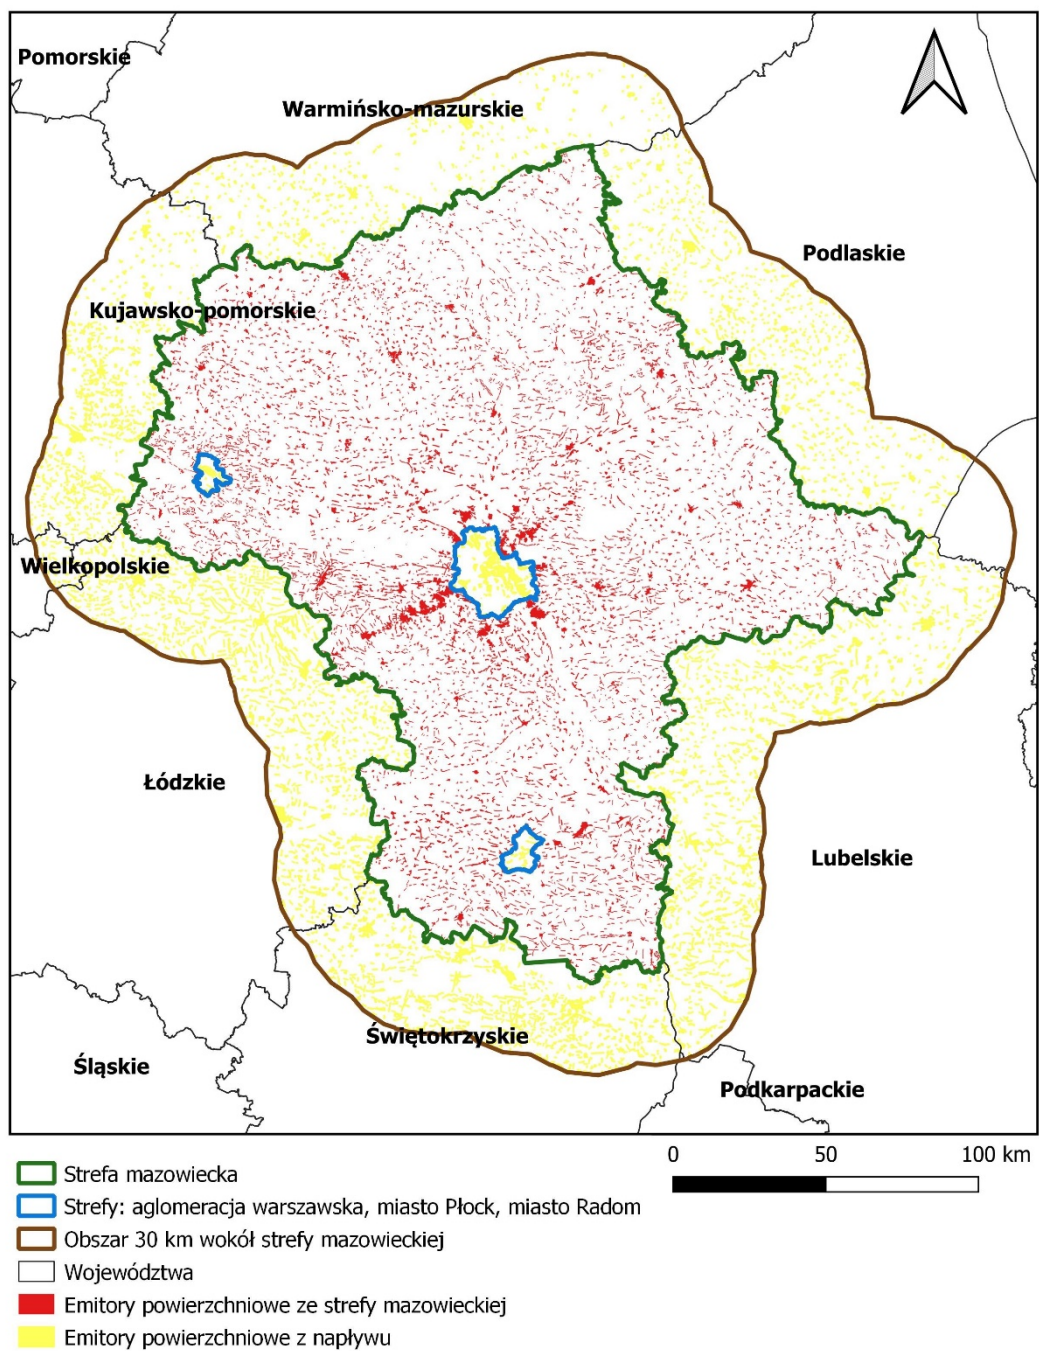 Pomorskie
Warmińsko-mazurskie
Podlaskie
Kujawsko-pomorskie
Wielkopolskie
Łódzkie
Lubelskie
Świętokrzyskie
Śląskie
Podkarpackie
0 50 100 km
Strefa mazowiecka
Strefy: aglomeracja warszawska, miasto Płock, miasto Radom
Obszar 30 km wokół strefy mazowieckiej
Województwa
Emitory powierzchniowe ze strefy mazowieckiej
Emitory powierzchniowe z napływu